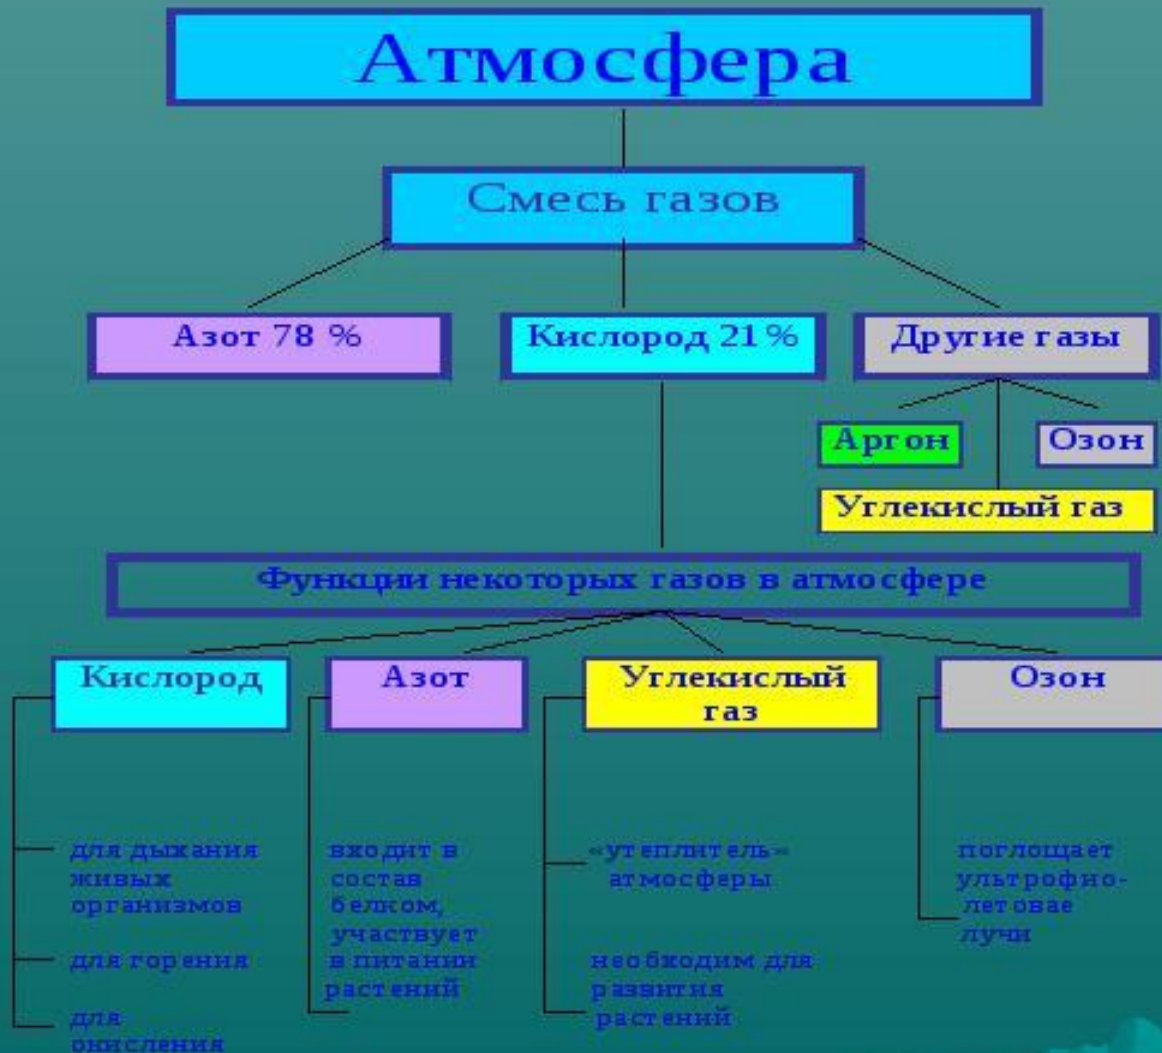 Атмосфера
Смесь газов
Азот 78 %
Кислород 21%
Другие газы
Аргон
Озон
Углекислый газ
Функции некоторых газов в атмосфере
Кислород
для дыхания
живых
организмов
для горения
для
окисления
Азот
входит в
состав
белком,
участвует
в питании
растений
Углекислый
газ
«утеплитель»
атмосферы
необходим для
развития
растений
Озон
поглощает
ультрофио-
летовае
лучи